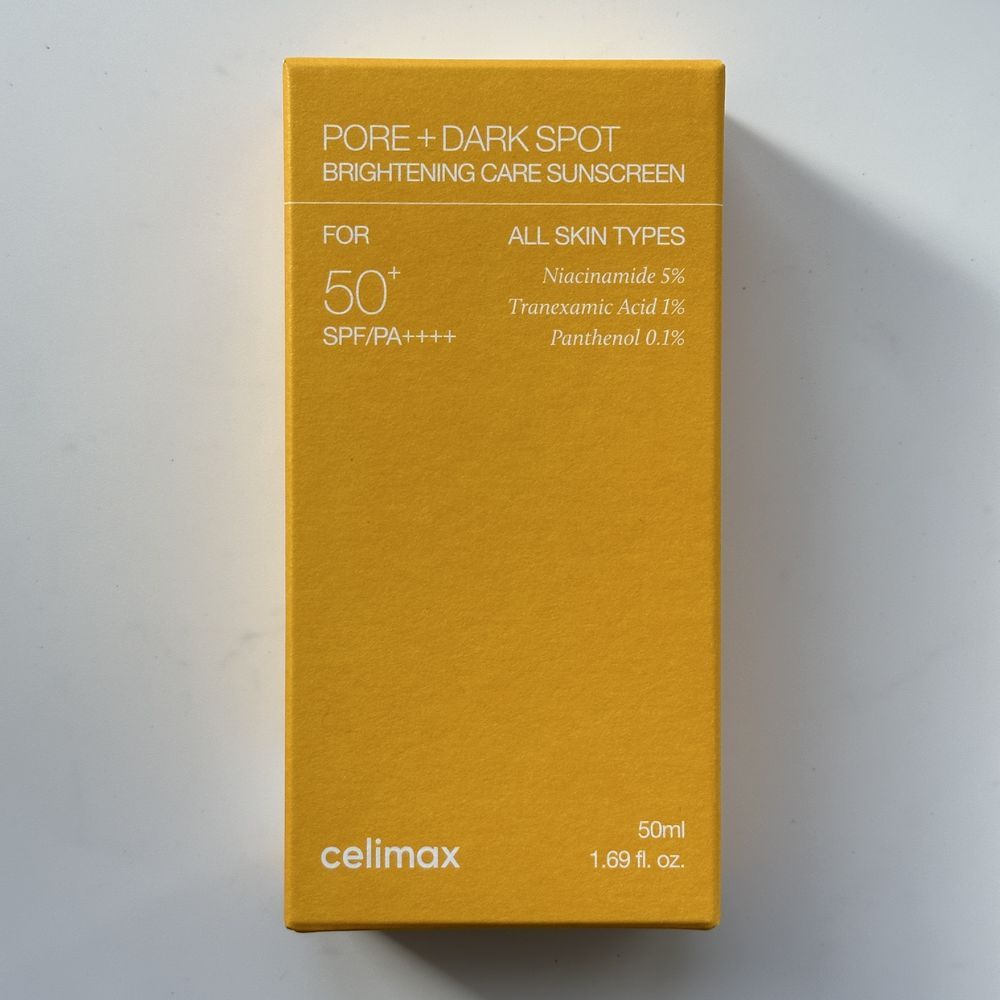 PORE + DARK SPOT
BRIGHTENING CARE SUNSCREEN
FOR
ALL SKIN TYPES
50+
SPF/PA++++
Niacinamide 5%
Tranexamic Acid 1%
Panthenol 0.1%
celimax
50ml
1.69 fl. oz.